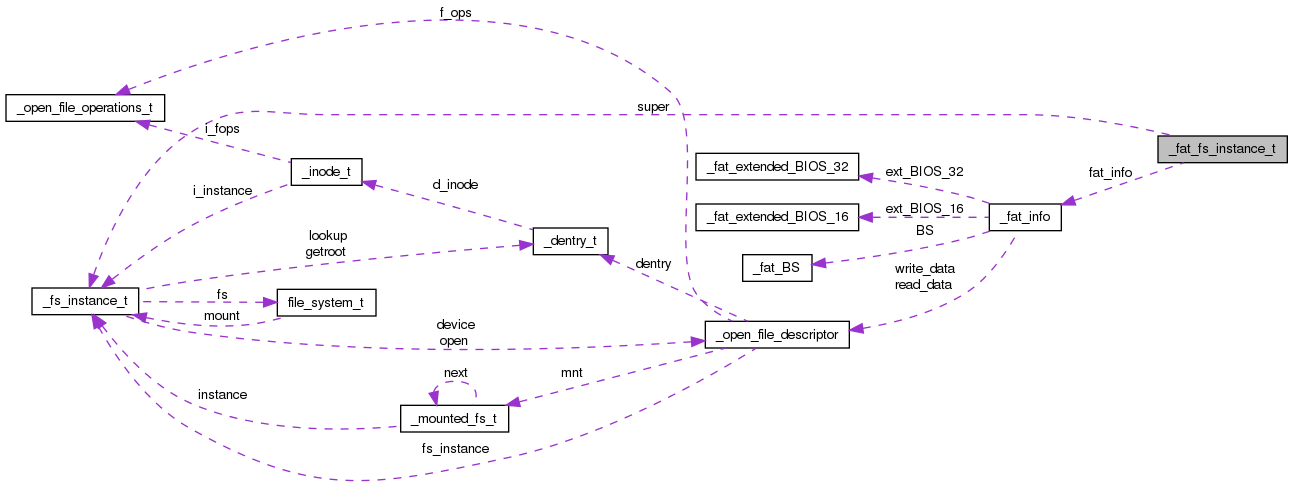 f_ops
_open_file_operations_t
super
i_fops
_fat_fs_instance_t
_inode_t
_fat_extended_BIOS_32
ext_BIOS_32
fat_info
d_inode
i_instance
_fat_extended_BIOS_16
ext_BIOS_16
_fat_info
BS
lookup
getroot
_dentry_t
dentry
_fat_BS
write_data
read_data
_fs_instance_t
fs
file_system_t
mount
device
open
_open_file_descriptor
next
mnt
instance
_mounted_fs_t
fs_instance